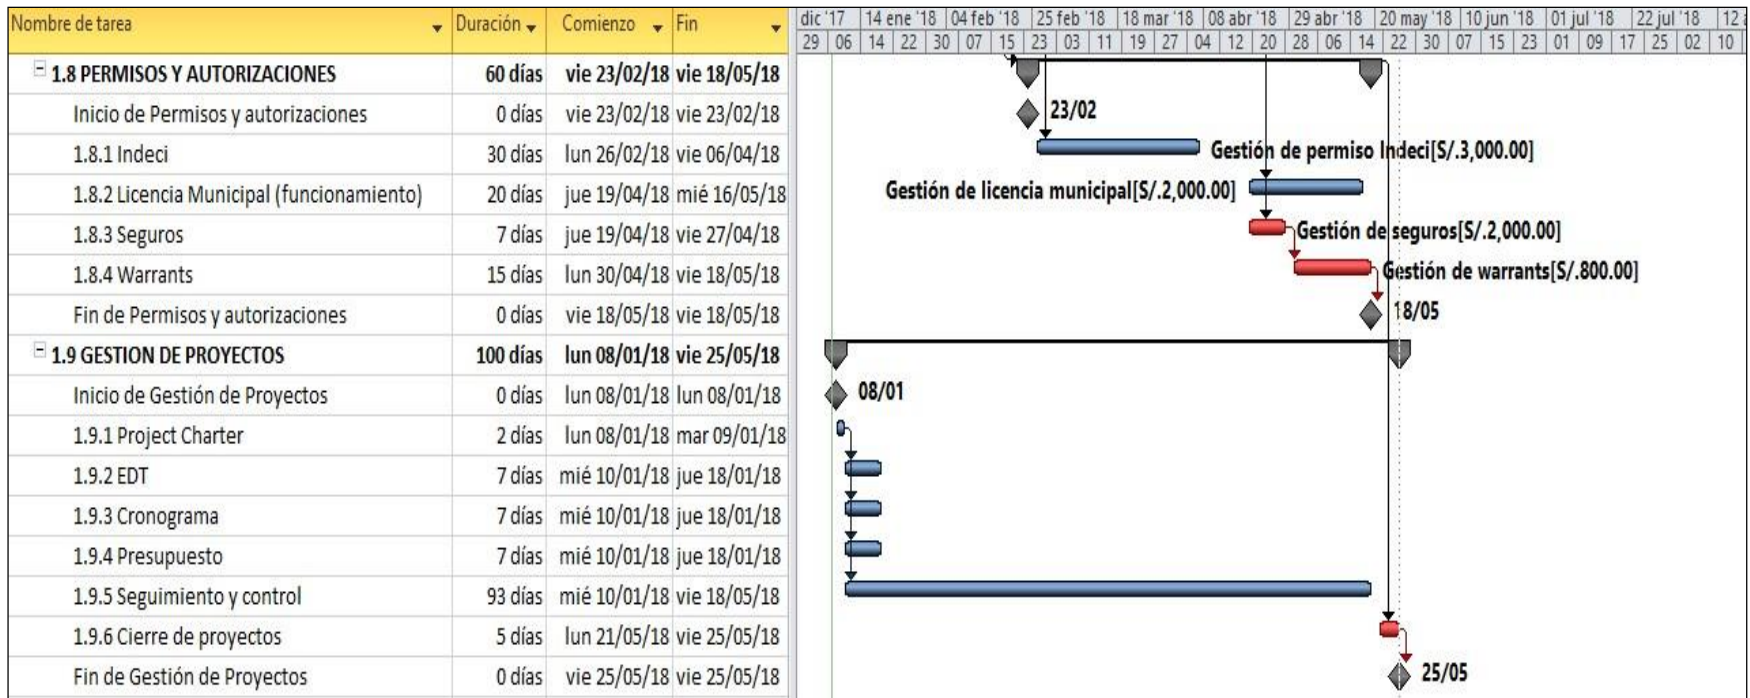 Nombre de tarea Duración Comienzo Fin dic '17 14 ene '18 04 feb '18 25 feb '18 18 mar '18 08 abr '18 29 abr '18 20 may '18 10 jun '18 01 jul '18 22 jul '18 12
29 06 14 22 30 07 15 23 03 11 19 27 04 12 20 28 06 14 22 30 07 15 23 01 09 17 25 02 10
1.8 PERMISOS Y AUTORIZACIONES 60 días vie 23/02/18 vie 18/05/18
Inicio de Permisos y autorizaciones 0 días vie 23/02/18 vie 23/02/18 23/02
1.8.1 Indeci 30 días lun 26/02/18 vie 06/04/18 Gestión de permiso Indeci[S/.3,000.00]
1.8.2 Licencia Municipal (funcionamiento) 20 días jue 19/04/18 mié 16/05/18 Gestión de licencia municipal[S/.2,000.00]
1.8.3 Seguros 7 días jue 19/04/18 vie 27/04/18 Gestión de seguros[S/.2,000.00]
1.8.4 Warrants 15 días lun 30/04/18 vie 18/05/18 Gestión de warrants[S/.800.00]
Fin de Permisos y autorizaciones 0 días vie 18/05/18 vie 18/05/18 18/05
1.9 GESTION DE PROYECTOS 100 días lun 08/01/18 vie 25/05/18
Inicio de Gestión de Proyectos 0 días lun 08/01/18 lun 08/01/18 08/01
1.9.1 Project Charter 2 días lun 08/01/18 mar 09/01/18
1.9.2 EDT 7 días mié 10/01/18 jue 18/01/18
1.9.3 Cronograma 7 días mié 10/01/18 jue 18/01/18
1.9.4 Presupuesto 7 días mié 10/01/18 jue 18/01/18
1.9.5 Seguimiento y control 93 días mié 10/01/18 vie 18/05/18
1.9.6 Cierre de proyectos 5 días lun 21/05/18 vie 25/05/18
Fin de Gestión de Proyectos 0 días vie 25/05/18 vie 25/05/18 25/05